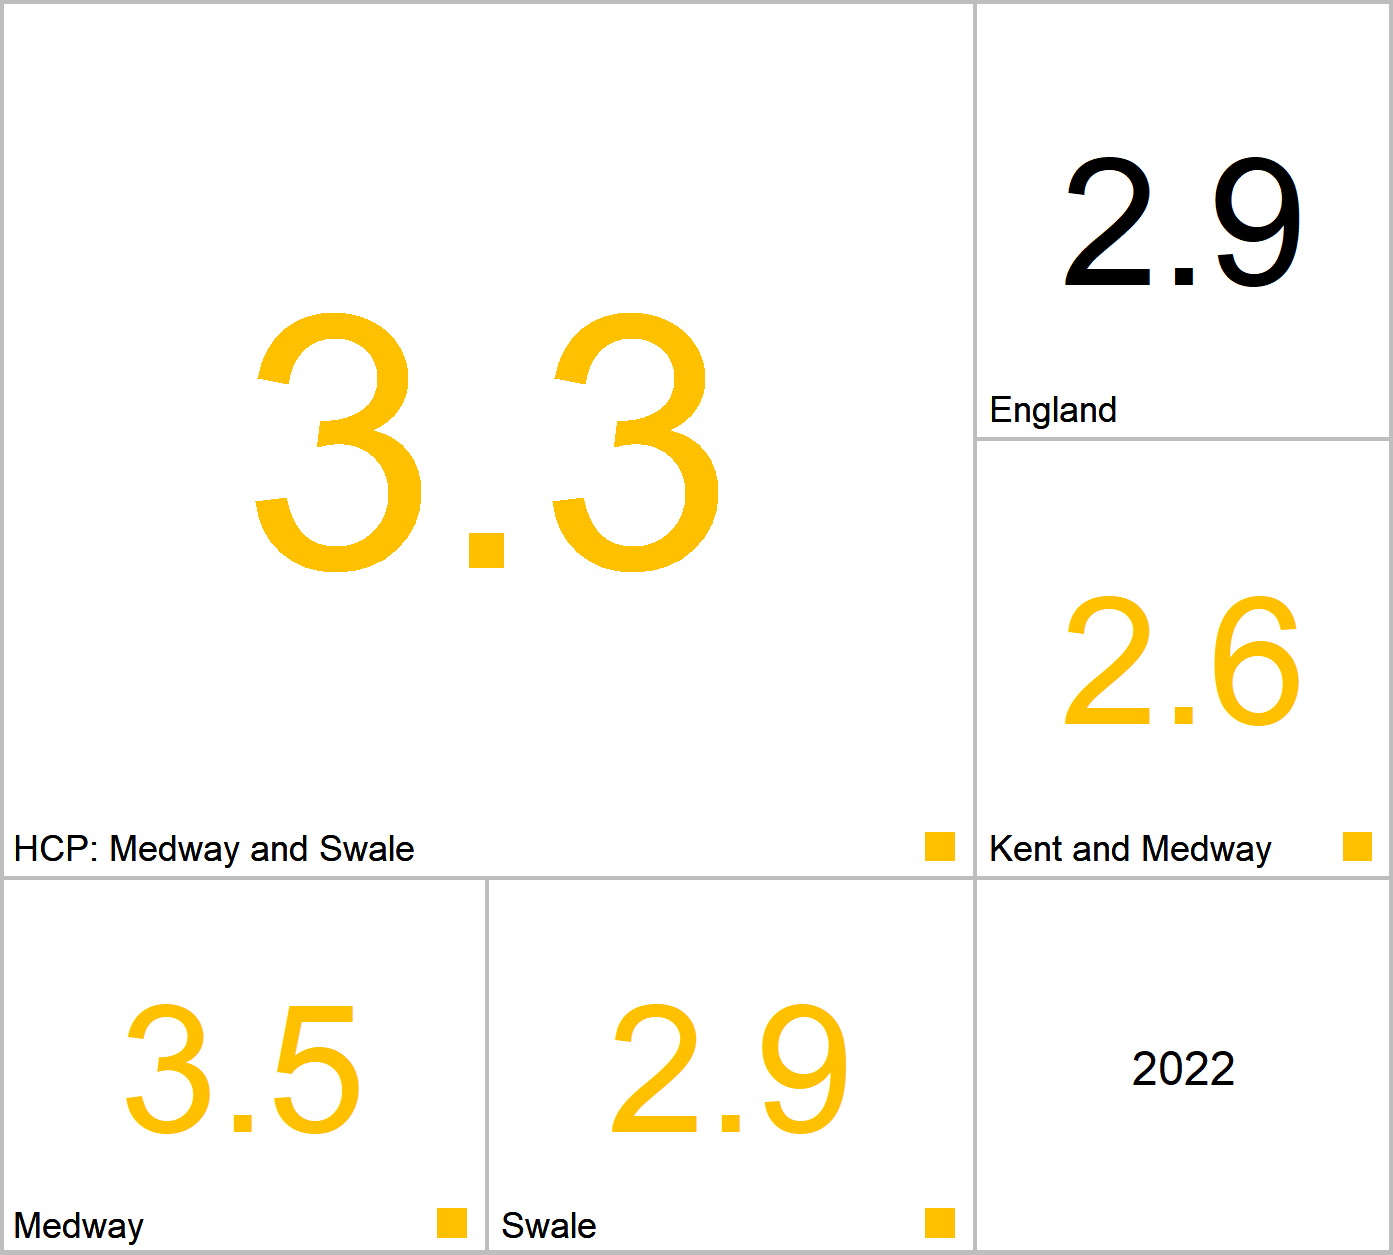 3.3
HCP: Medway and Swale
2.9
England
2.6
Kent and Medway
3.5
Medway
2.9
Swale
2022